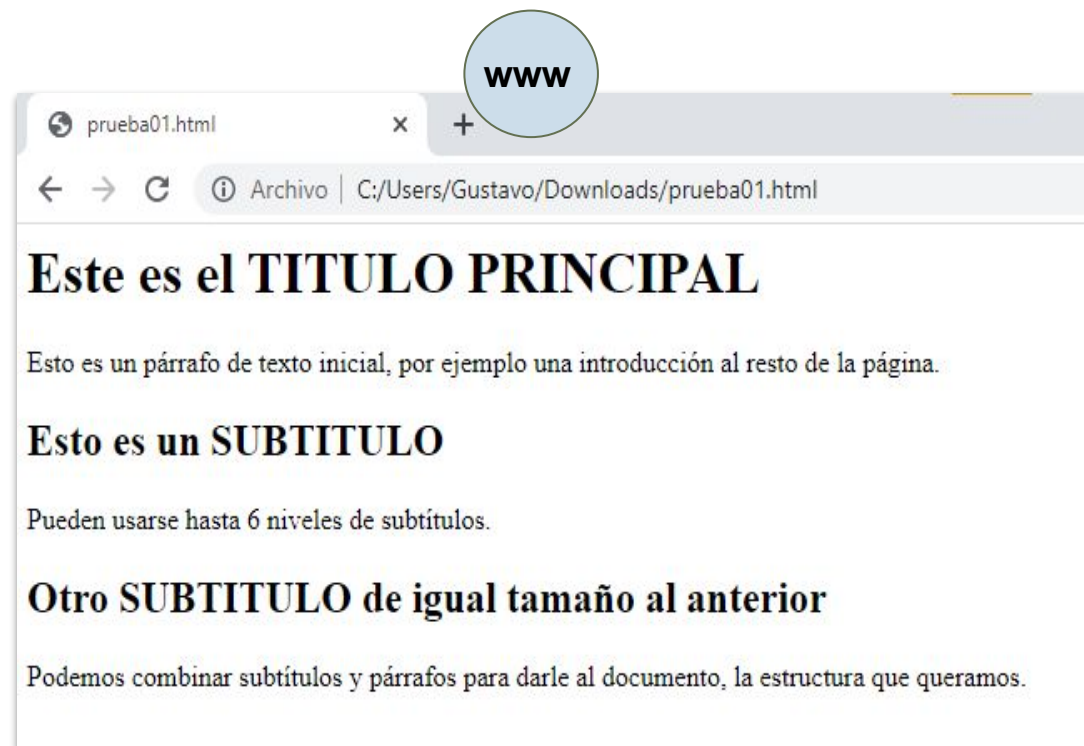 www
prueba01.html
Archivo | C:/Users/Gustavo/Downloads/prueba01.html
Este es el TITULO PRINCIPAL
Esto es un párrafo de texto inicial, por ejemplo una introducción al resto de la página.
Esto es un SUBTITULO
Pueden usarse hasta 6 niveles de subtítulos.
Otro SUBTITULO de igual tamaño al anterior
Podemos combinar subtítulos y párrafos para darle al documento, la estructura que queramos.